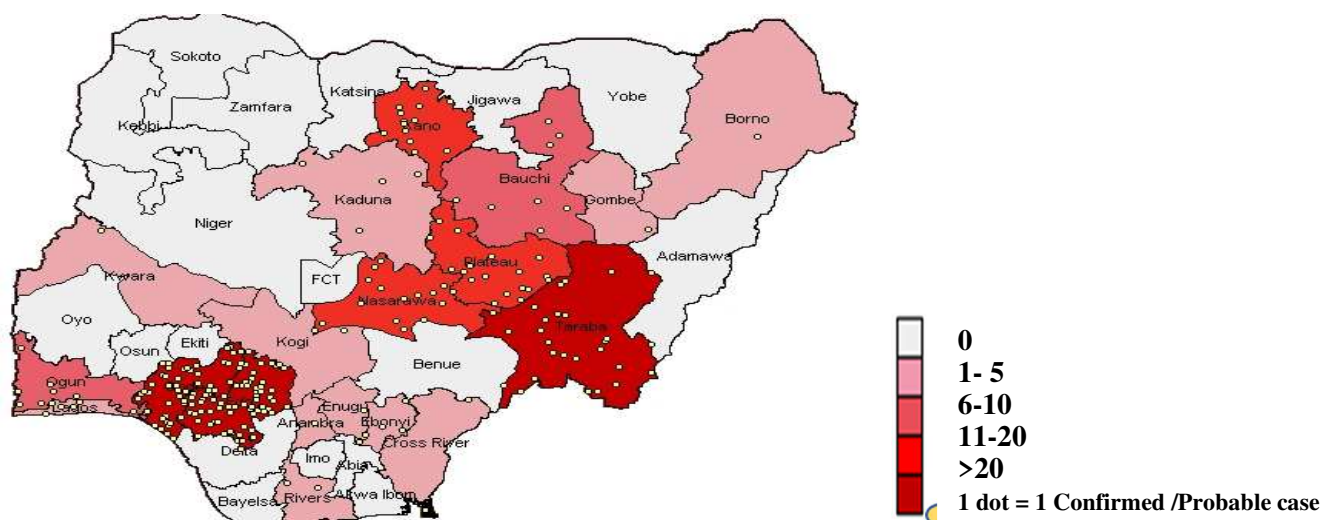 Sokoto
Katsina
Jigawa
Yobe
Zamfara
Kebbi
Kano
Borno
Bauchi
Kaduna
Gombe
Niger
Adamawa
Plateau
FCT
Kwara
Nasarawa
Oyo
Taraba
Ekiti
Kogi
Osun
Benue
Ogun
Lagos
Enugu
Anambra
Ebonyi
Cross River
Delta
Imo
Abia
Bayelsa
Rivers
Akwa Ibom
0
1- 5
6-10
11-20
>20
1 dot = 1 Confirmed /Probable case